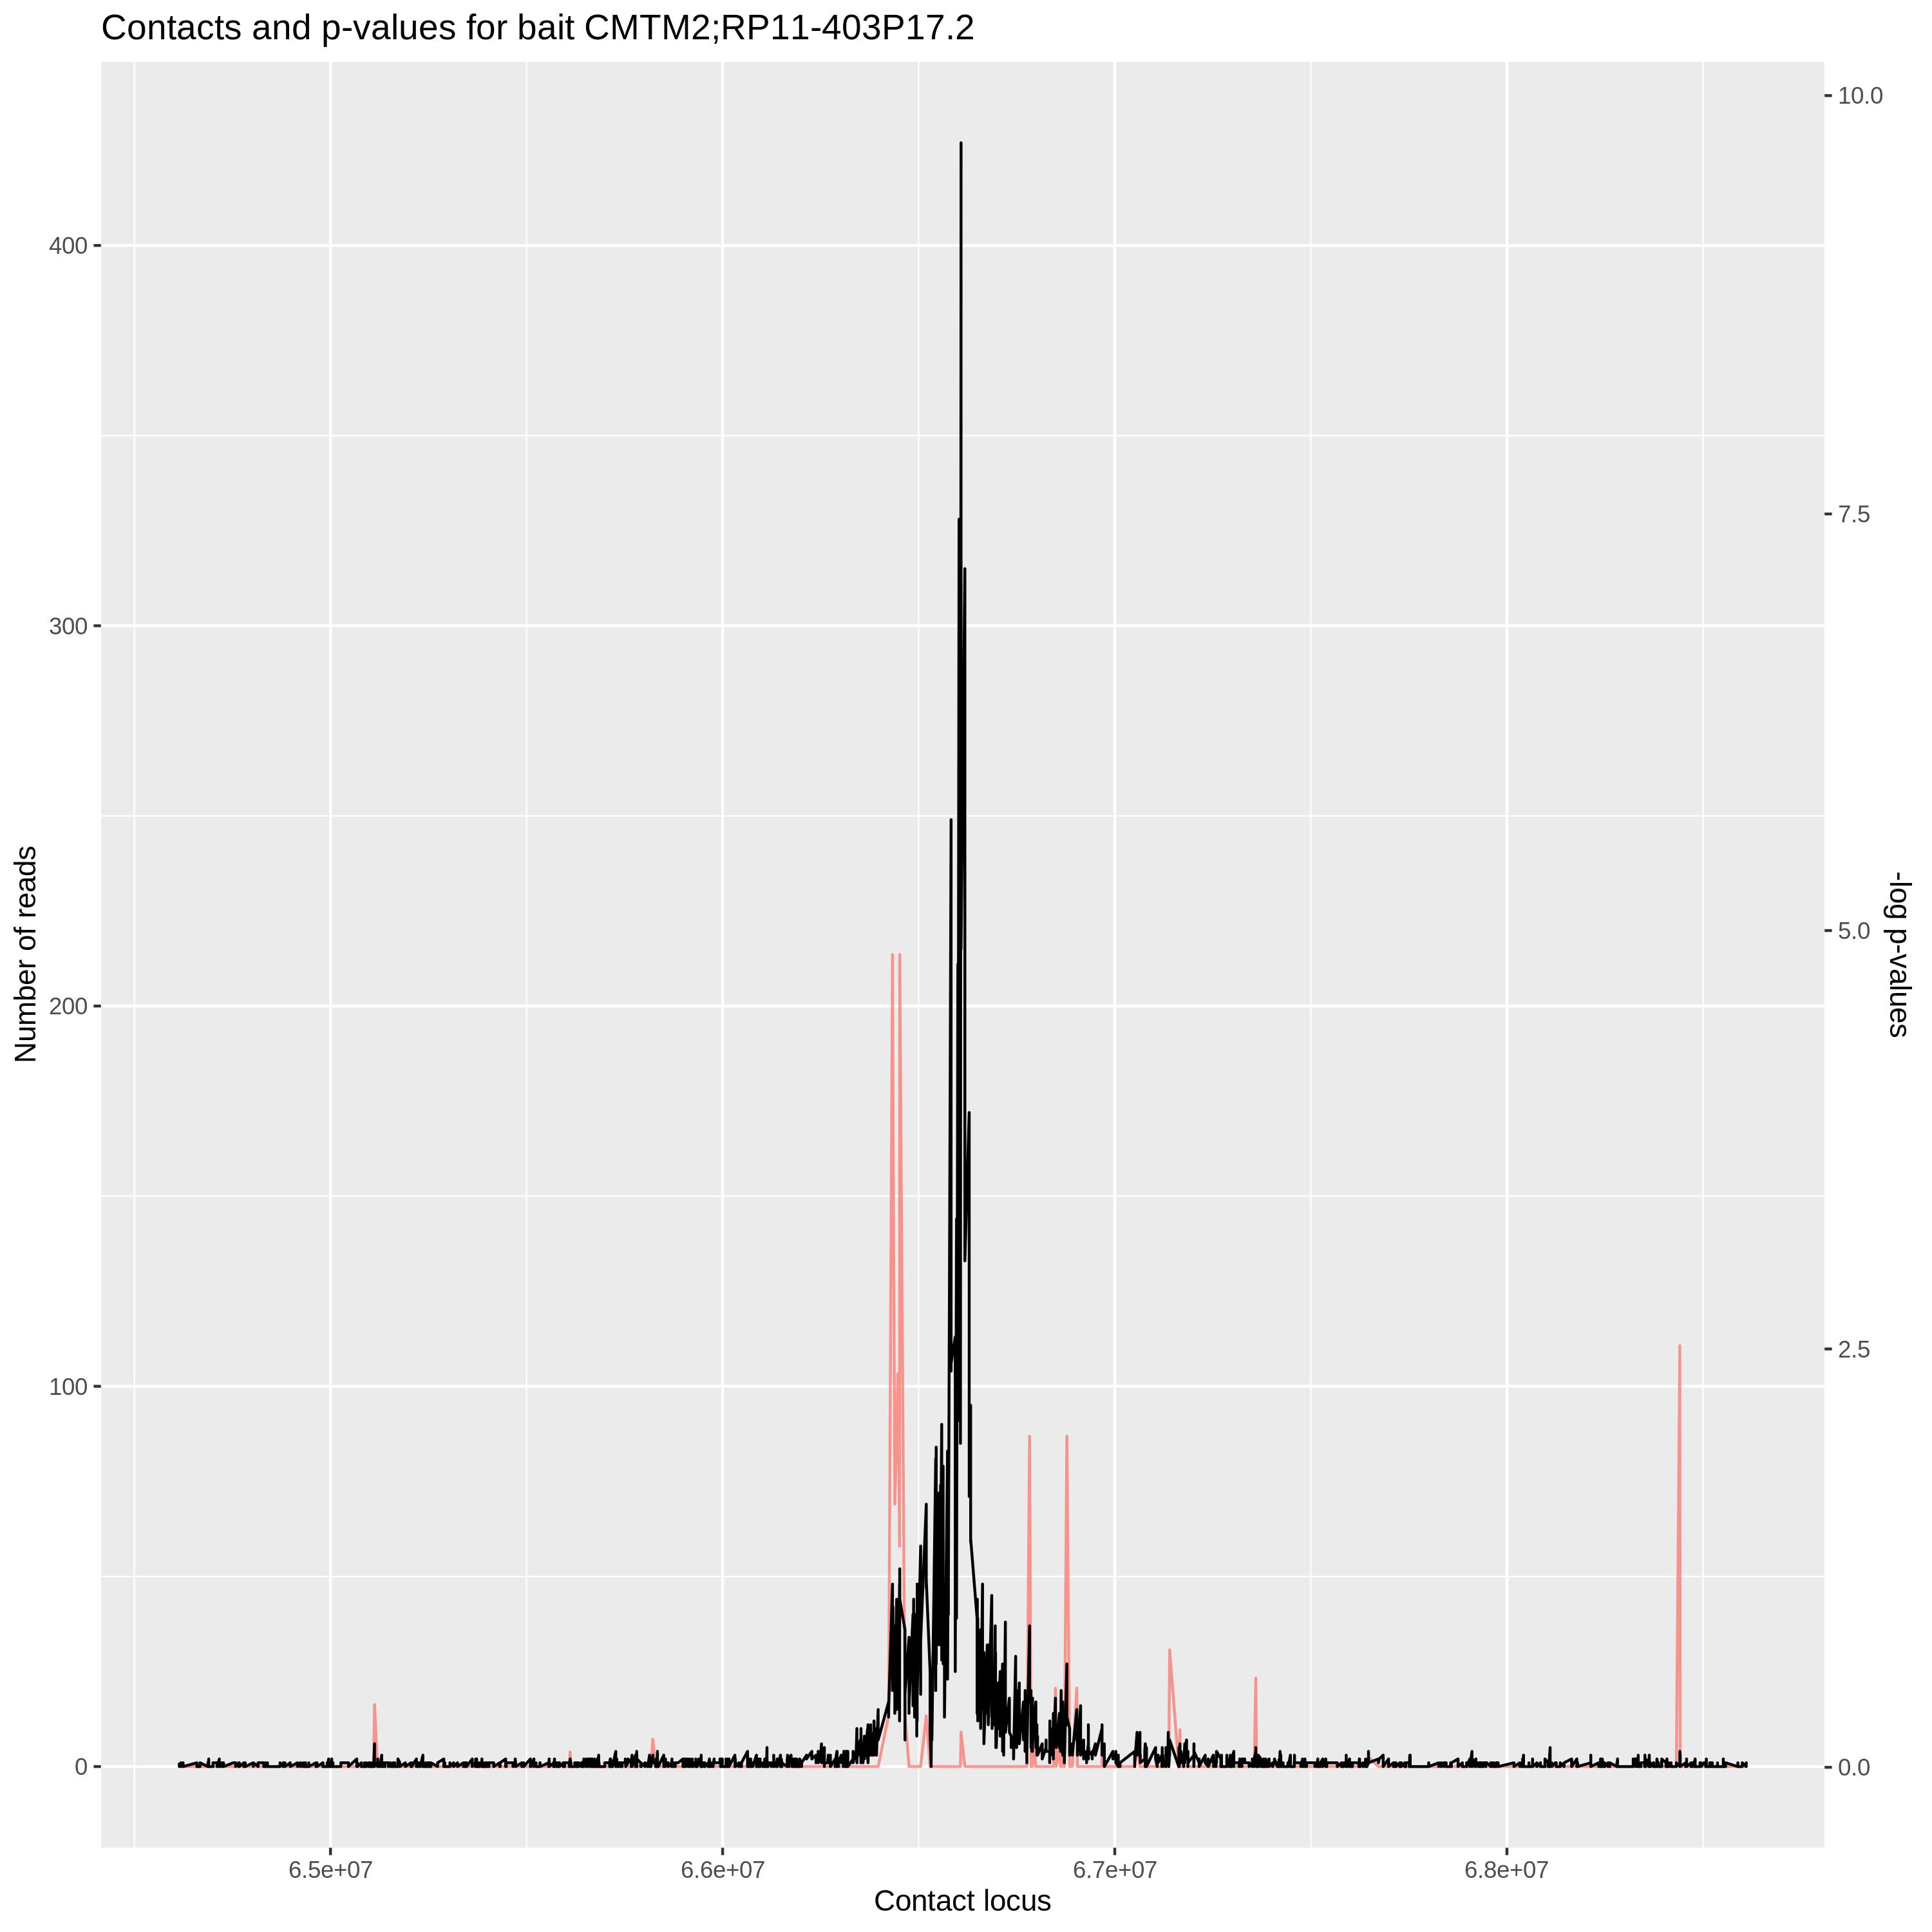 Contacts and p-values for bait CMTM2;RP11-403P17.2
10.0
400
7.5
300
5.0
Number of reads
-log p-values
200
2.5
100
0
0.0
6.5e+07
6.6e+07
6.7e+07
6.8e+07
Contact locus